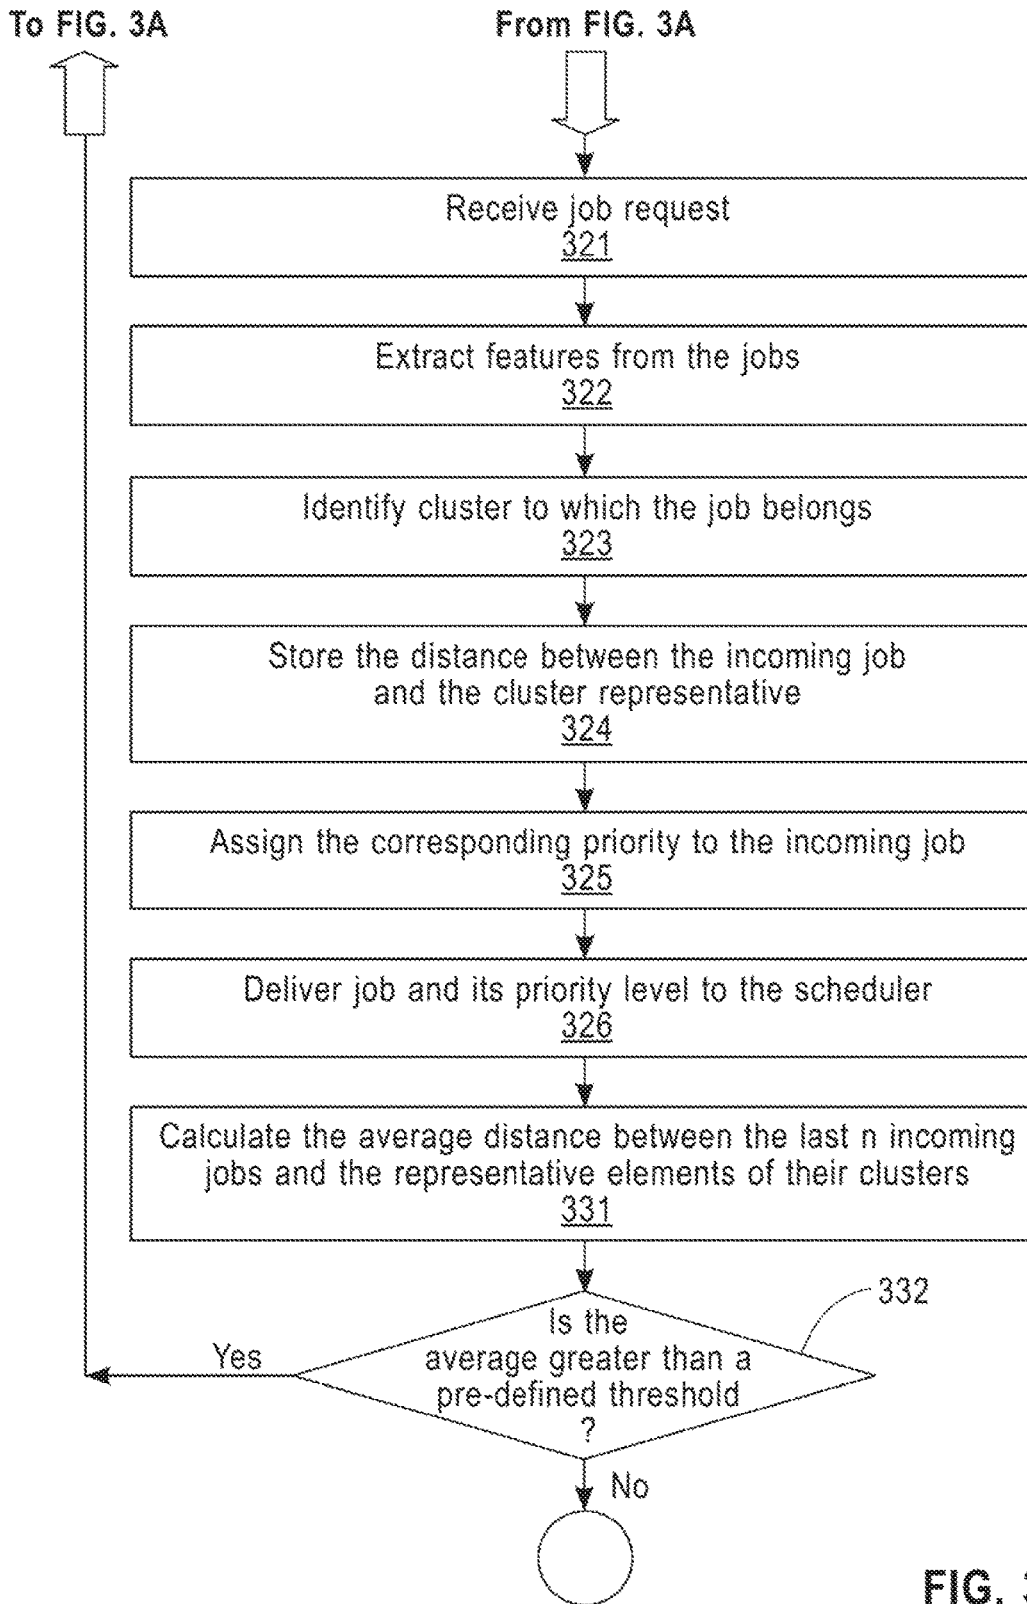 To FIG. 3A
From FIG. 3A
Receive job request
321
Extract features from the jobs
322
Identify cluster to which the job belongs
323
Store the distance between the incoming job
and the cluster representative
324
Assign the corresponding priority to the incoming job
325
Deliver job and its priority level to the scheduler
326
Calculate the average distance between the last n incoming
jobs and the representative elements of their clusters
331
332
Is the
average greater than a
pre-defined threshold
?
Yes
No
FIG. 3